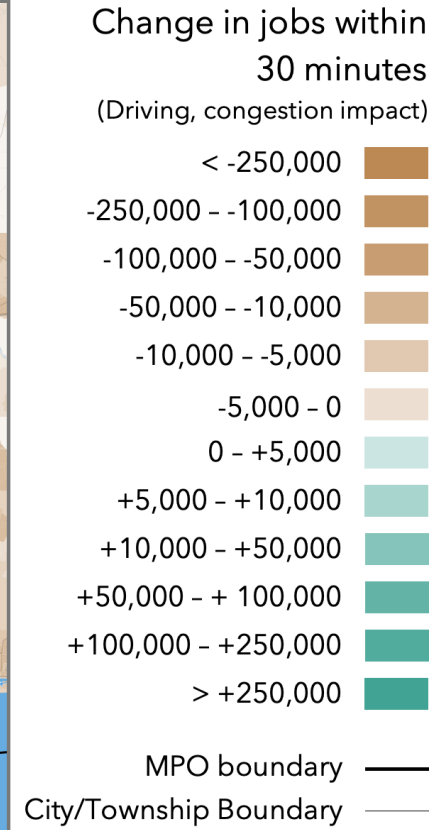 Change in jobs within
30 minutes
(Driving, congestion impact)
< -250,000
-250,000 – -100,000
-100,000 – -50,000
-50,000 – -10,000
-10,000 – -5,000
-5,000 – 0
0 – +5,000
+5,000 – +10,000
+10,000 – +50,000
+50,000 – + 100,000
+100,000 – +250,000
> +250,000
MPO boundary
City/Township Boundary